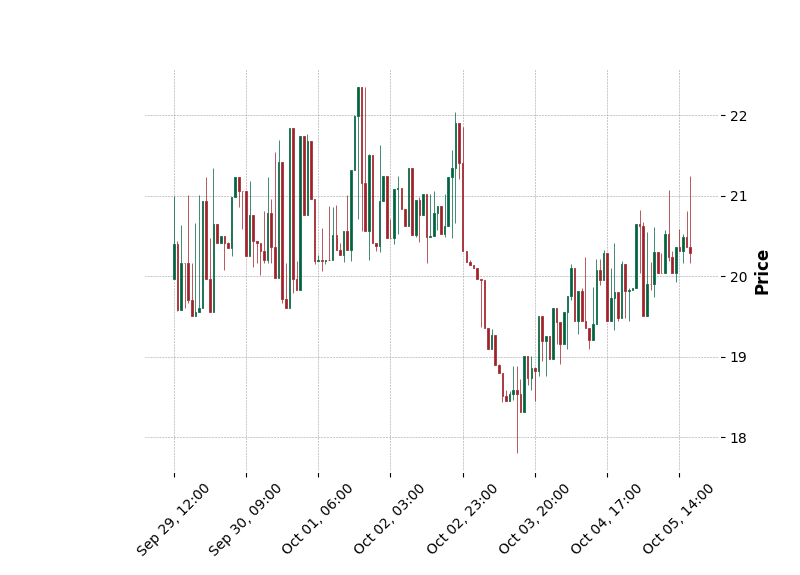 22
21
20
19
18
Price
Sep 29, 12:00
Sep 30, 09:00
Oct 01, 06:00
Oct 02, 03:00
Oct 02, 23:00
Oct 03, 20:00
Oct 04, 17:00
Oct 05, 14:00